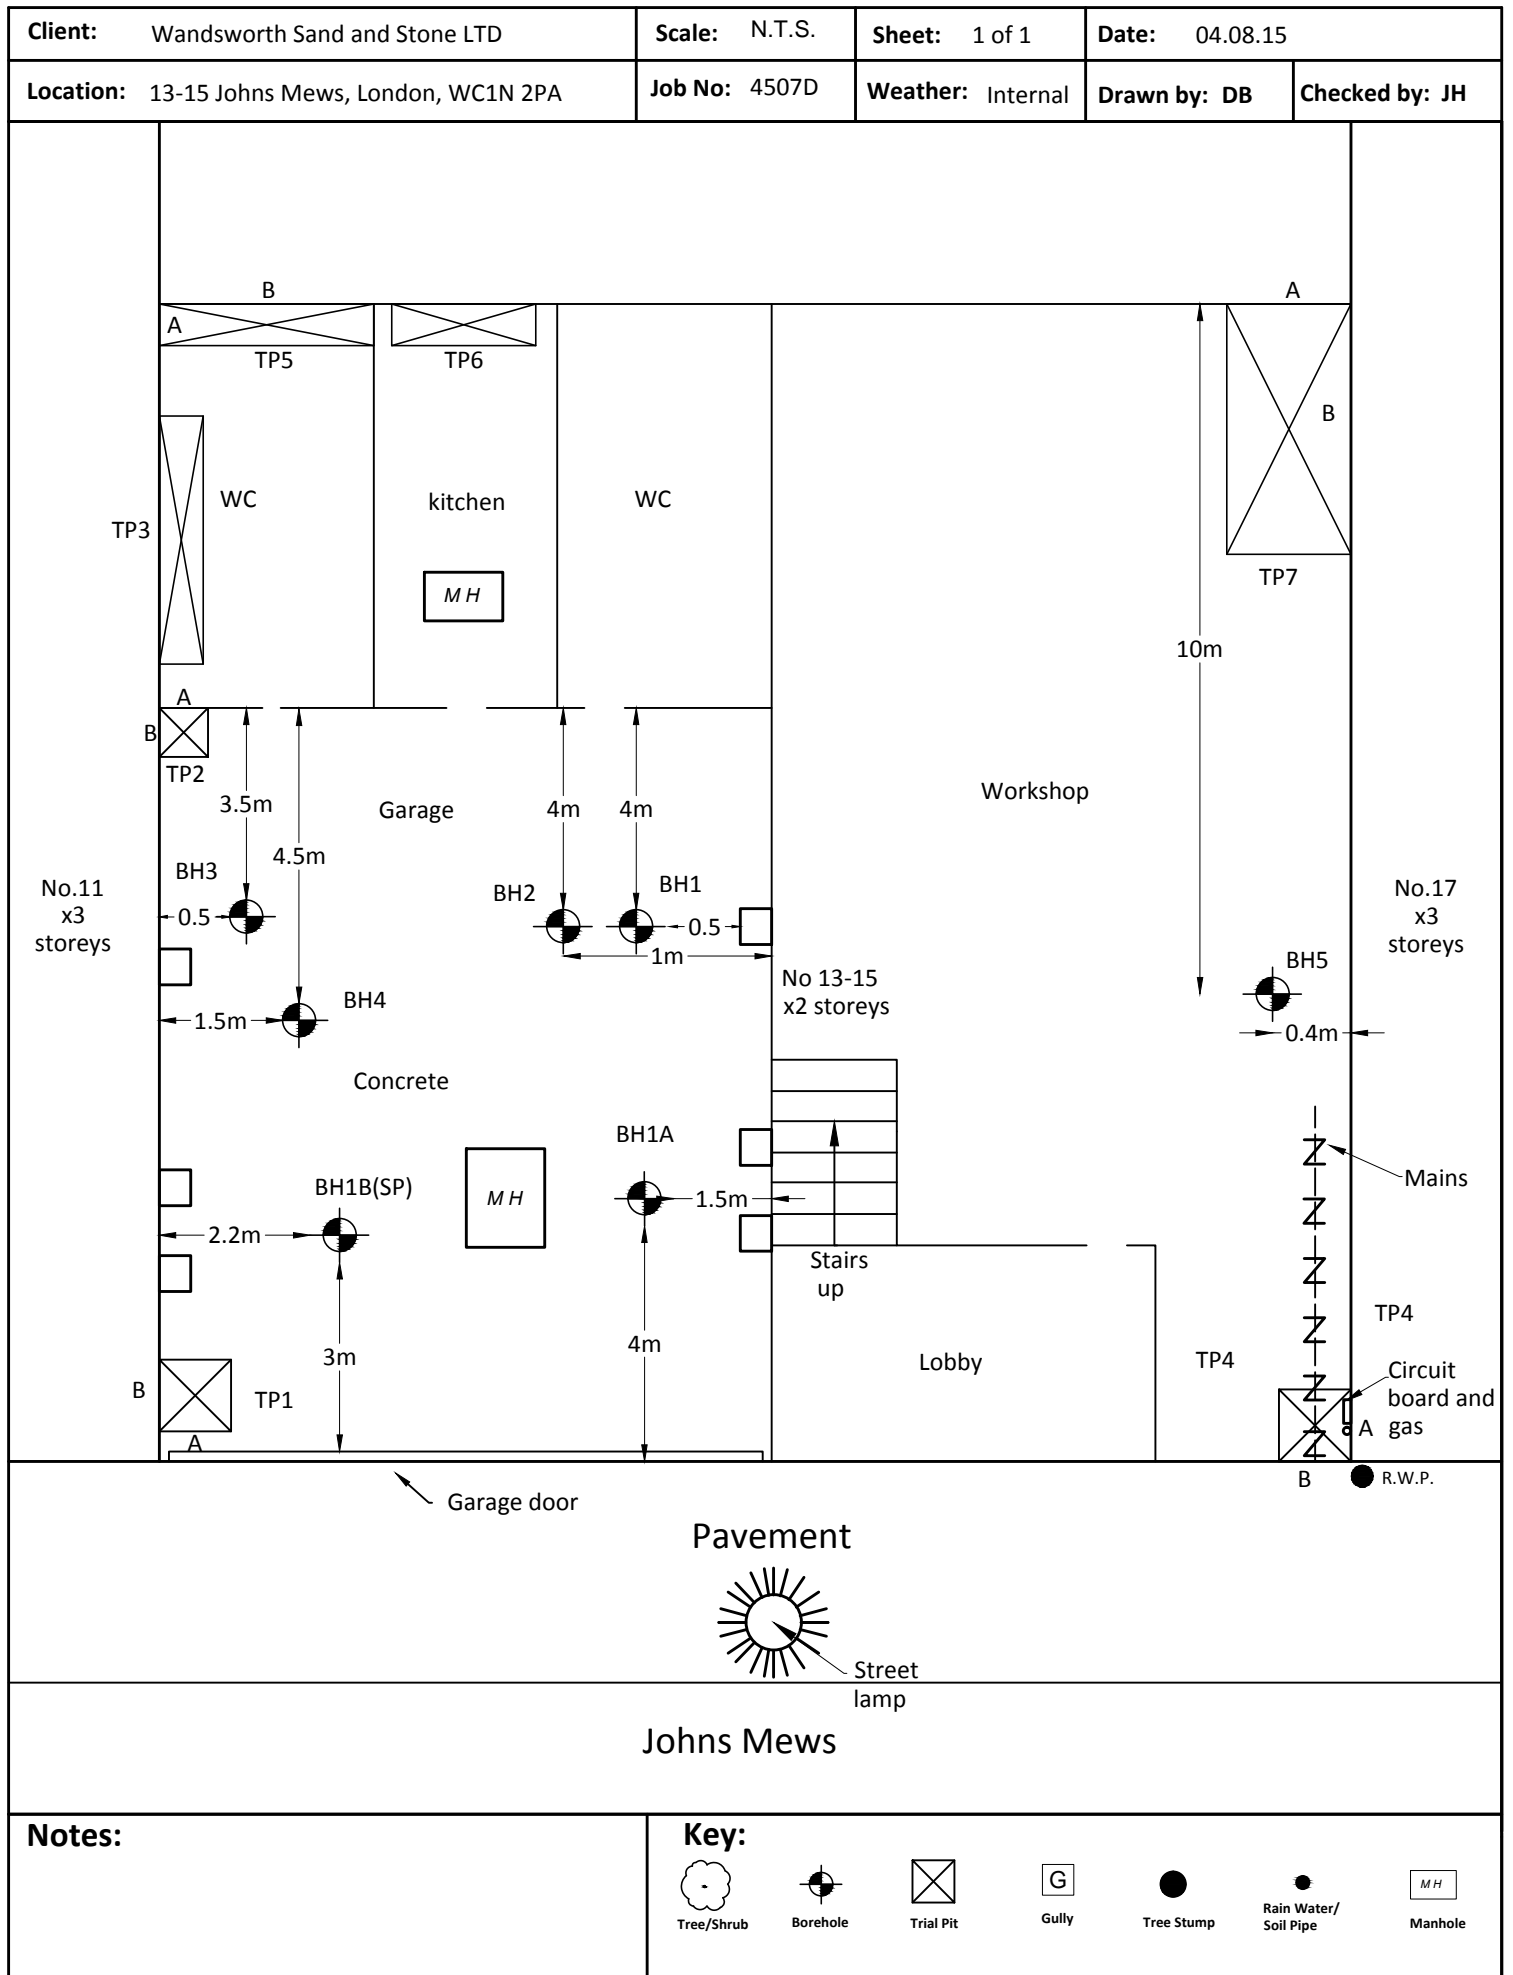 Client: Wandsworth Sand and Stone LTD
Scale: N.T.S.
Sheet: 1 of 1
Date: 04.08.15
Location: 13-15 Johns Mews, London, WC1N 2PA
Job No: 4507D
Weather: Internal
Drawn by: DB
Checked by: JH
B
A
A
TP5
TP6
B
TP3
WC
kitchen
WC
TP7
M H
10m
A
B
TP2
3.5m
Garage
4m
4m
Workshop
4.5m
BH3
BH2
BH1
No.11
x3
storeys
No.17
x3
storeys
0.5
0.5
1m
BH5
No 13-15
x2 storeys
BH4
1.5m
0.4m
Concrete
BH1A
Mains
BH1B(SP)
M H
1.5m
2.2m
Stairs
up
TP4
3m
4m
Lobby
TP4
Circuit
board and
gas
B
TP1
A
A
B
R.W.P.
Garage door
Pavement
Street
lamp
Johns Mews
Notes:
Key:
G
M H
Tree/Shrub
Borehole
Trial Pit
Gully
Tree Stump
Rain Water/
Soil Pipe
Manhole